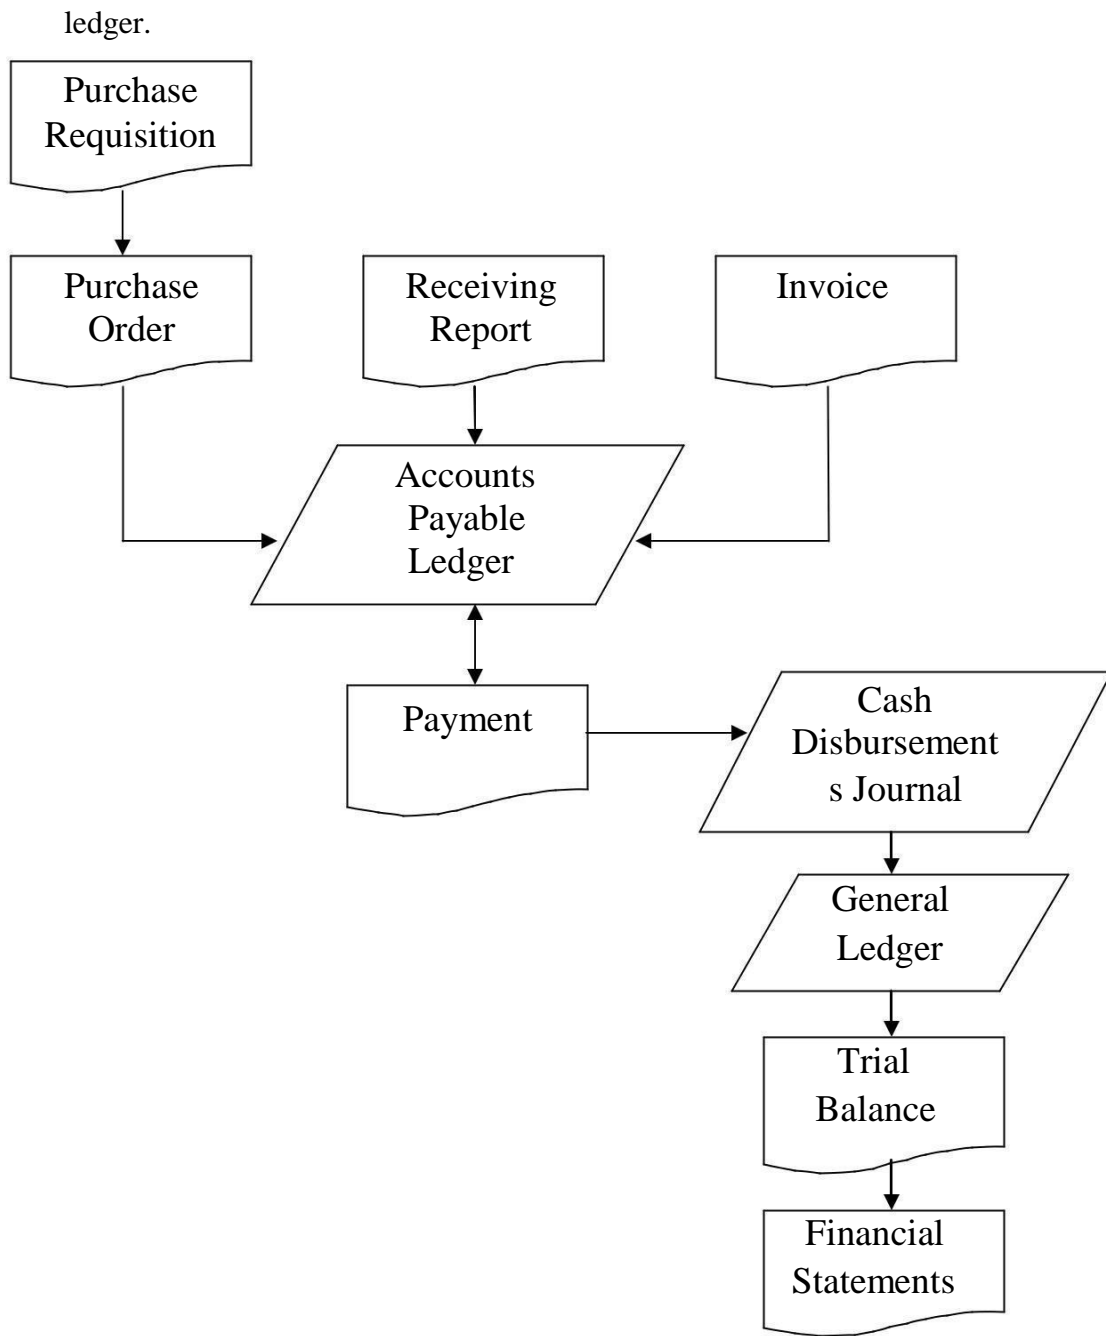 ledger.
Purchase
Requisition
Purchase
Order
Receiving
Report
Invoice
Accounts
Payable
Ledger
Payment
Cash
Disbursement
s Journal
General
Ledger
Trial
Balance
Financial
Statements